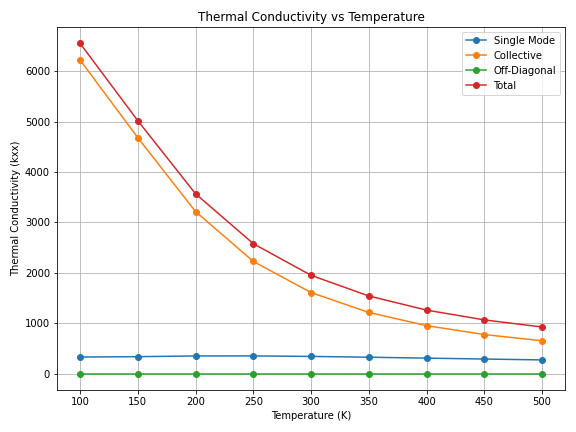 Thermal Conductivity vs Temperature
Single Mode
Collective
Off-Diagonal
Total
Thermal Conductivity (kxx)
6000
5000
4000
3000
2000
1000
0
100 150 200 250 300 350 400 450 500
Temperature (K)